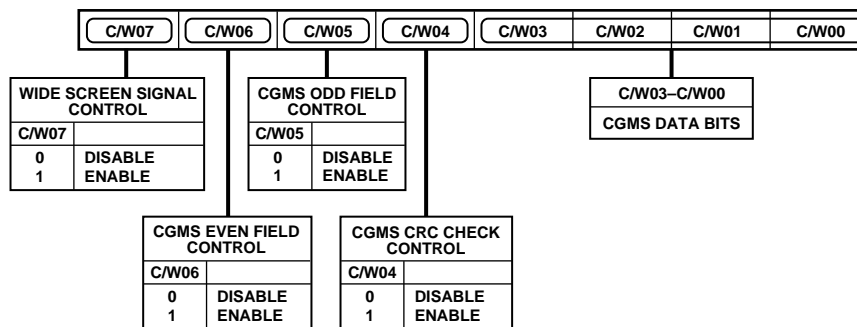 C/W07 C/W06 C/W05 C/W04 C/W03 C/W02 C/W01 C/W00
WIDE SCREEN SIGNAL
CONTROL
C/W07
0 DISABLE
1 ENABLE
CGMS ODD FIELD
CONTROL
C/W05
0 DISABLE
1 ENABLE
C/W03–C/W00
CGMS DATA BITS
CGMS EVEN FIELD
CONTROL
C/W06
0 DISABLE
1 ENABLE
CGMS CRC CHECK
CONTROL
C/W04
0 DISABLE
1 ENABLE